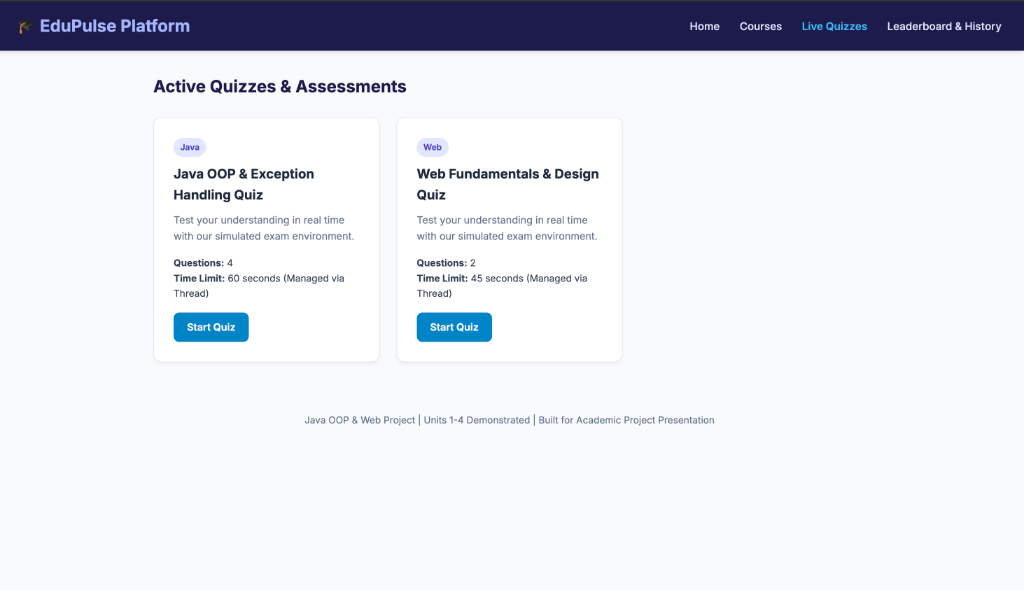 EduPulse Platform
Home Courses Live Quizzes Leaderboard & History
Active Quizzes & Assessments
Java
Java OOP & Exception
Handling Quiz
Test your understanding in real time
with our simulated exam environment.
Questions: 4
Time Limit: 60 seconds (Managed via
Thread)
Start Quiz
Web
Web Fundamentals & Design
Quiz
Test your understanding in real time
with our simulated exam environment.
Questions: 2
Time Limit: 45 seconds (Managed via
Thread)
Start Quiz
Java OOP & Web Project | Units 1-4 Demonstrated | Built for Academic Project Presentation